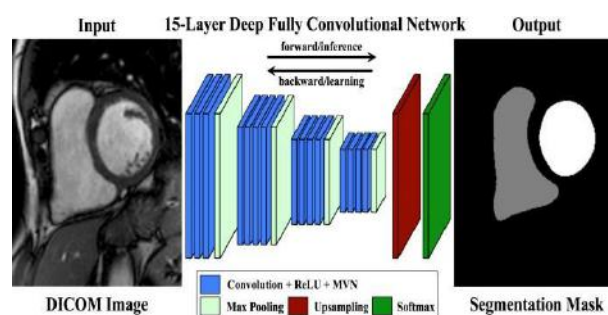 Input
15-Layer Deep Fully Convolutional Network
Output
forward/inference
backward/learning
Convolution + ReLU + MVN
Max Pooling
Upsampling
Softmax
DICOM Image
Segmentation Mask